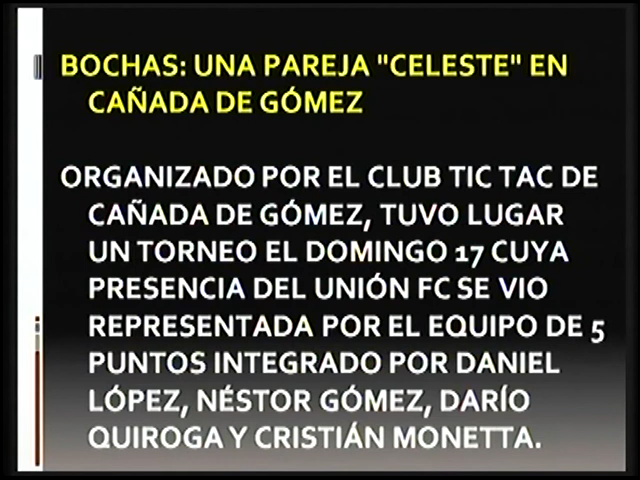 BOCHAS: UNA PAREJA "CELESTE" EN
CAÑADA DE GÓMEZ
ORGANIZADO POR EL CLUB TIC TAC DE
CAÑADA DE GÓMEZ, TUVO LUGAR
UN TORNEO EL DOMINGO 17 CUYA
PRESENCIA DEL UNIÓN FC SE VIO
REPRESENTADA POR EL EQUIPO DE 5
PUNTOS INTEGRADO POR DANIEL
LÓPEZ, NÉSTOR GÓMEZ, DARÍO
QUIROGA Y CRISTIÁN MONETTA.